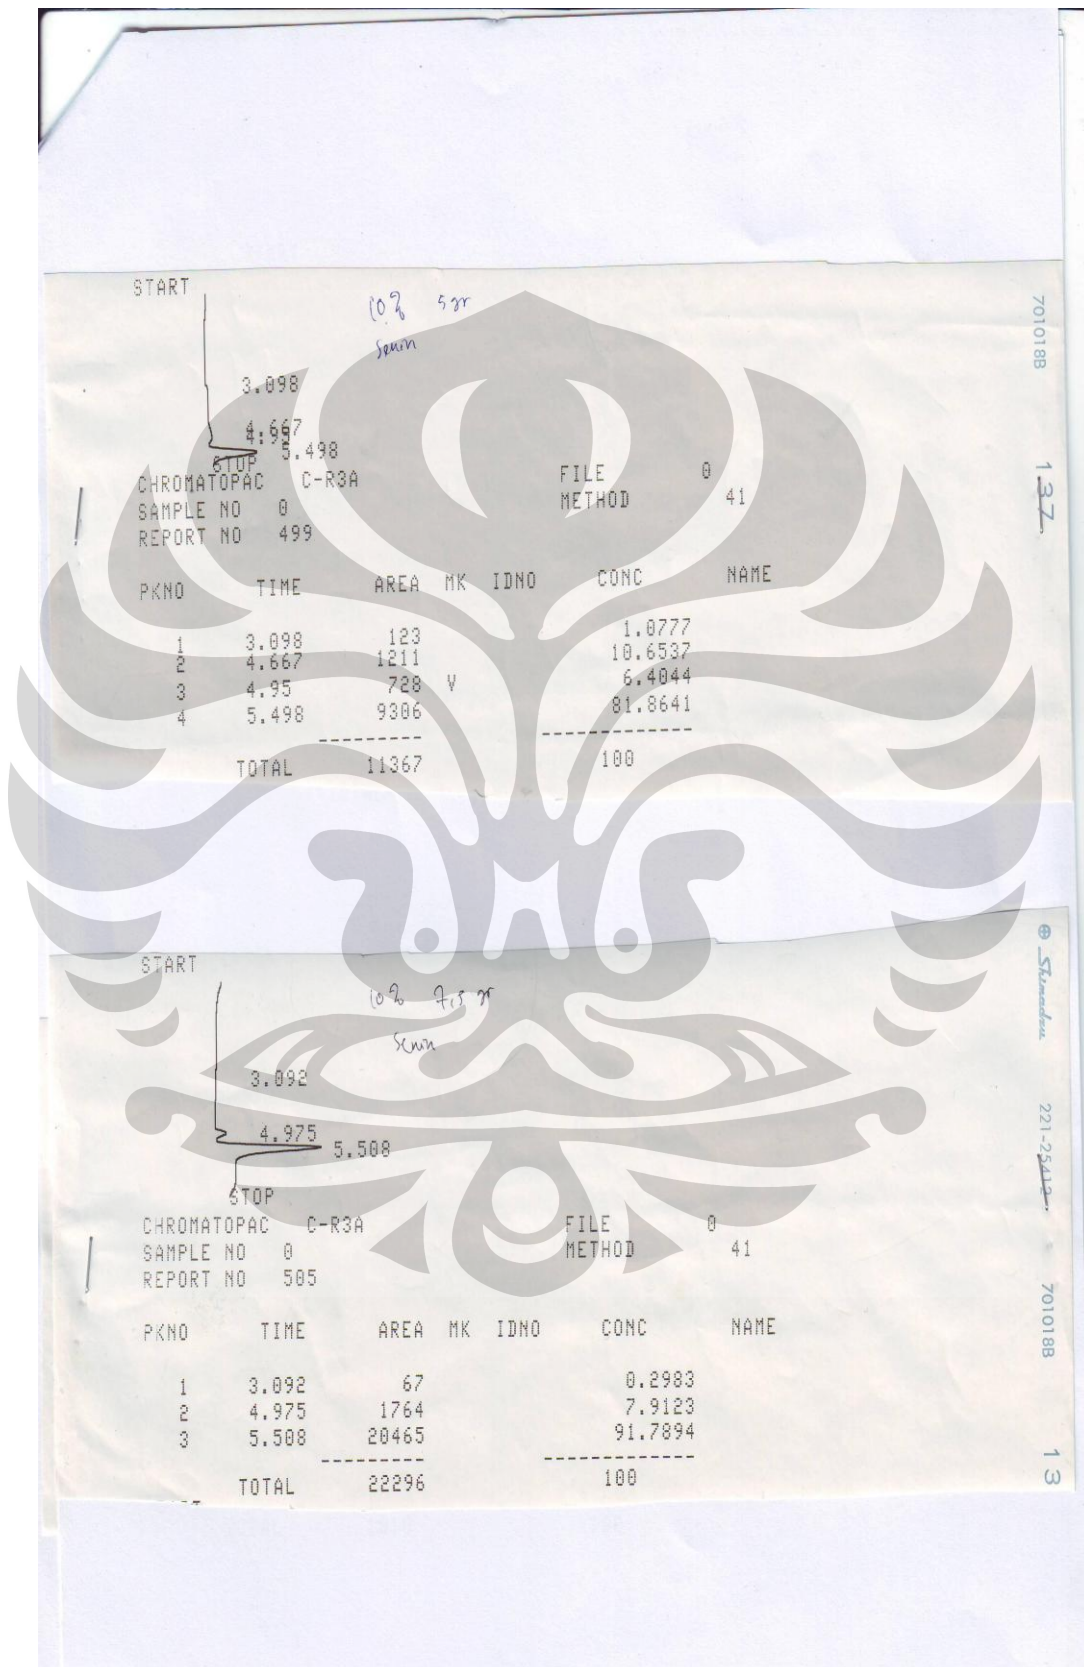 START
10% 5 gr
Senin
3.098
4.667
4.95
5.498
STOP
CHROMATOPAC C-R3A FILE 0
SAMPLE NO 0 METHOD 41
REPORT NO 499
PKNO TIME AREA MK IDNO CONC NAME
1 3.098 123 1.0777
2 4.667 1211 10.6537
3 4.95 728 V 6.4044
4 5.498 9306 81.8641
TOTAL 11367 100
START
10% 7,5 gr
Senin
3.092
4.975
5.508
STOP
CHROMATOPAC C-R3A FILE 0
SAMPLE NO 0 METHOD 41
REPORT NO 505
PKNO TIME AREA MK IDNO CONC NAME
1 3.092 67 0.2983
2 4.975 1764 7.9123
3 5.508 20465 91.7894
TOTAL 22296 100
701018B 137
Shimadzu 221-25412 701018B 13